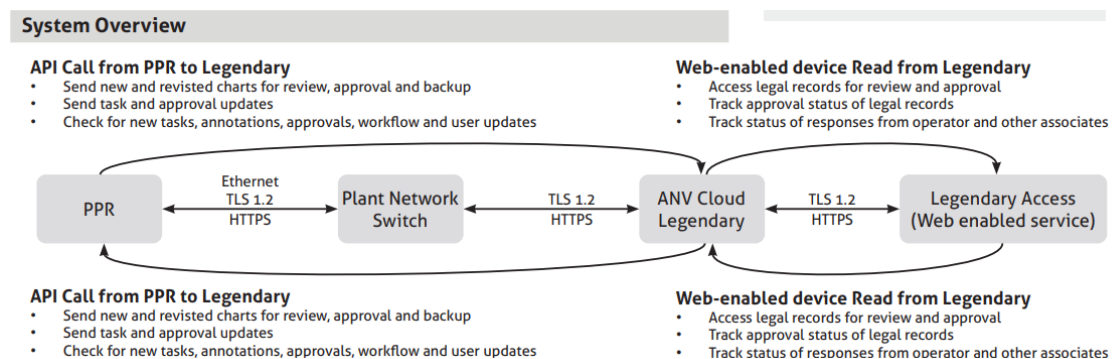 System Overview
API Call from PPR to Legendary
• Send new and revisted charts for review, approval and backup
• Send task and approval updates
• Check for new tasks, annotations, approvals, workflow and user updates
Web-enabled device Read from Legendary
• Access legal records for review and approval
• Track approval status of legal records
• Track status of responses from operator and other associates
PPR
Ethernet
TLS 1.2
HTTPS
Plant Network
Switch
TLS 1.2
HTTPS
ANV Cloud
Legendary
TLS 1.2
HTTPS
Legendary Access
(Web enabled service)
API Call from PPR to Legendary
• Send new and revisted charts for review, approval and backup
• Send task and approval updates
• Check for new tasks, annotations, approvals, workflow and user updates
Web-enabled device Read from Legendary
• Access legal records for review and approval
• Track approval status of legal records
• Track status of responses from operator and other associates